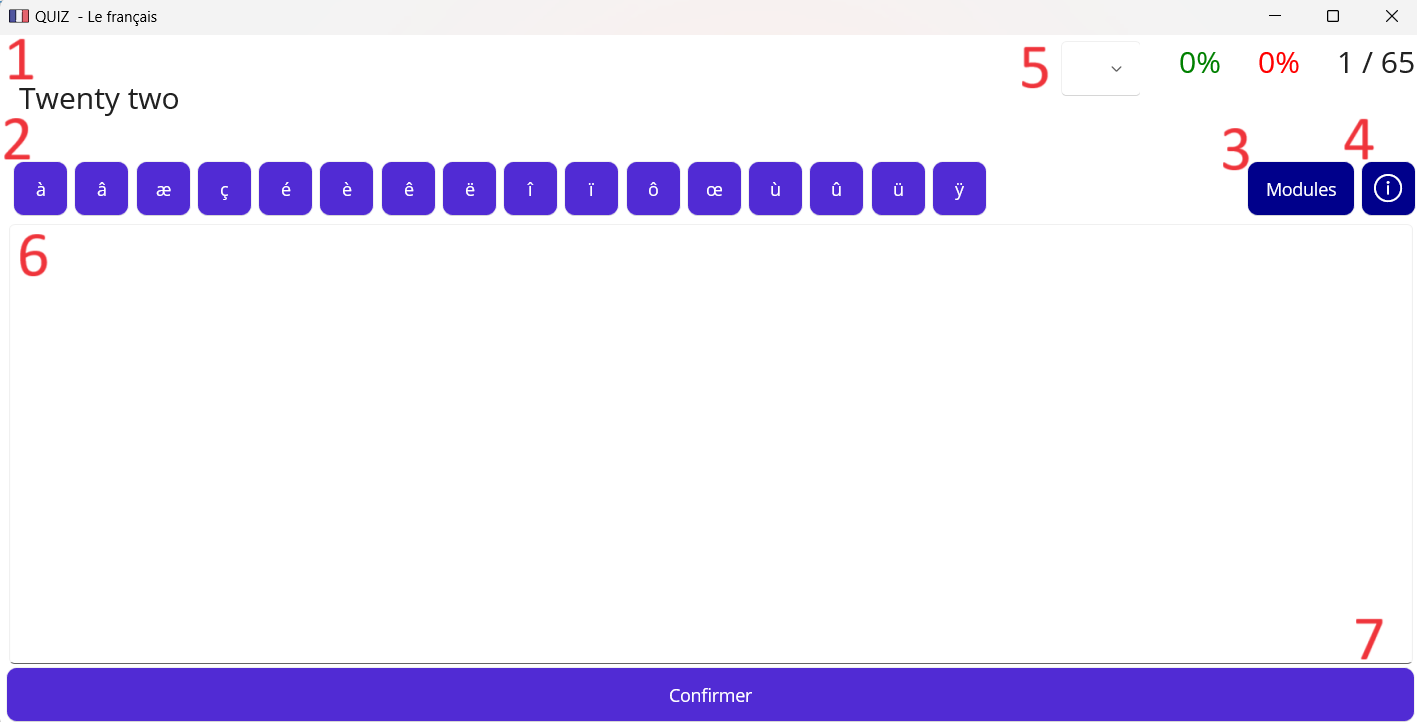 QUIZ - Le français
1
5
0% 0% 1 / 65
Twenty two
2
3
4
à â æ ç é è ê ë î ï ô œ ù û ü ÿ Modules i
6
7
Confirmer